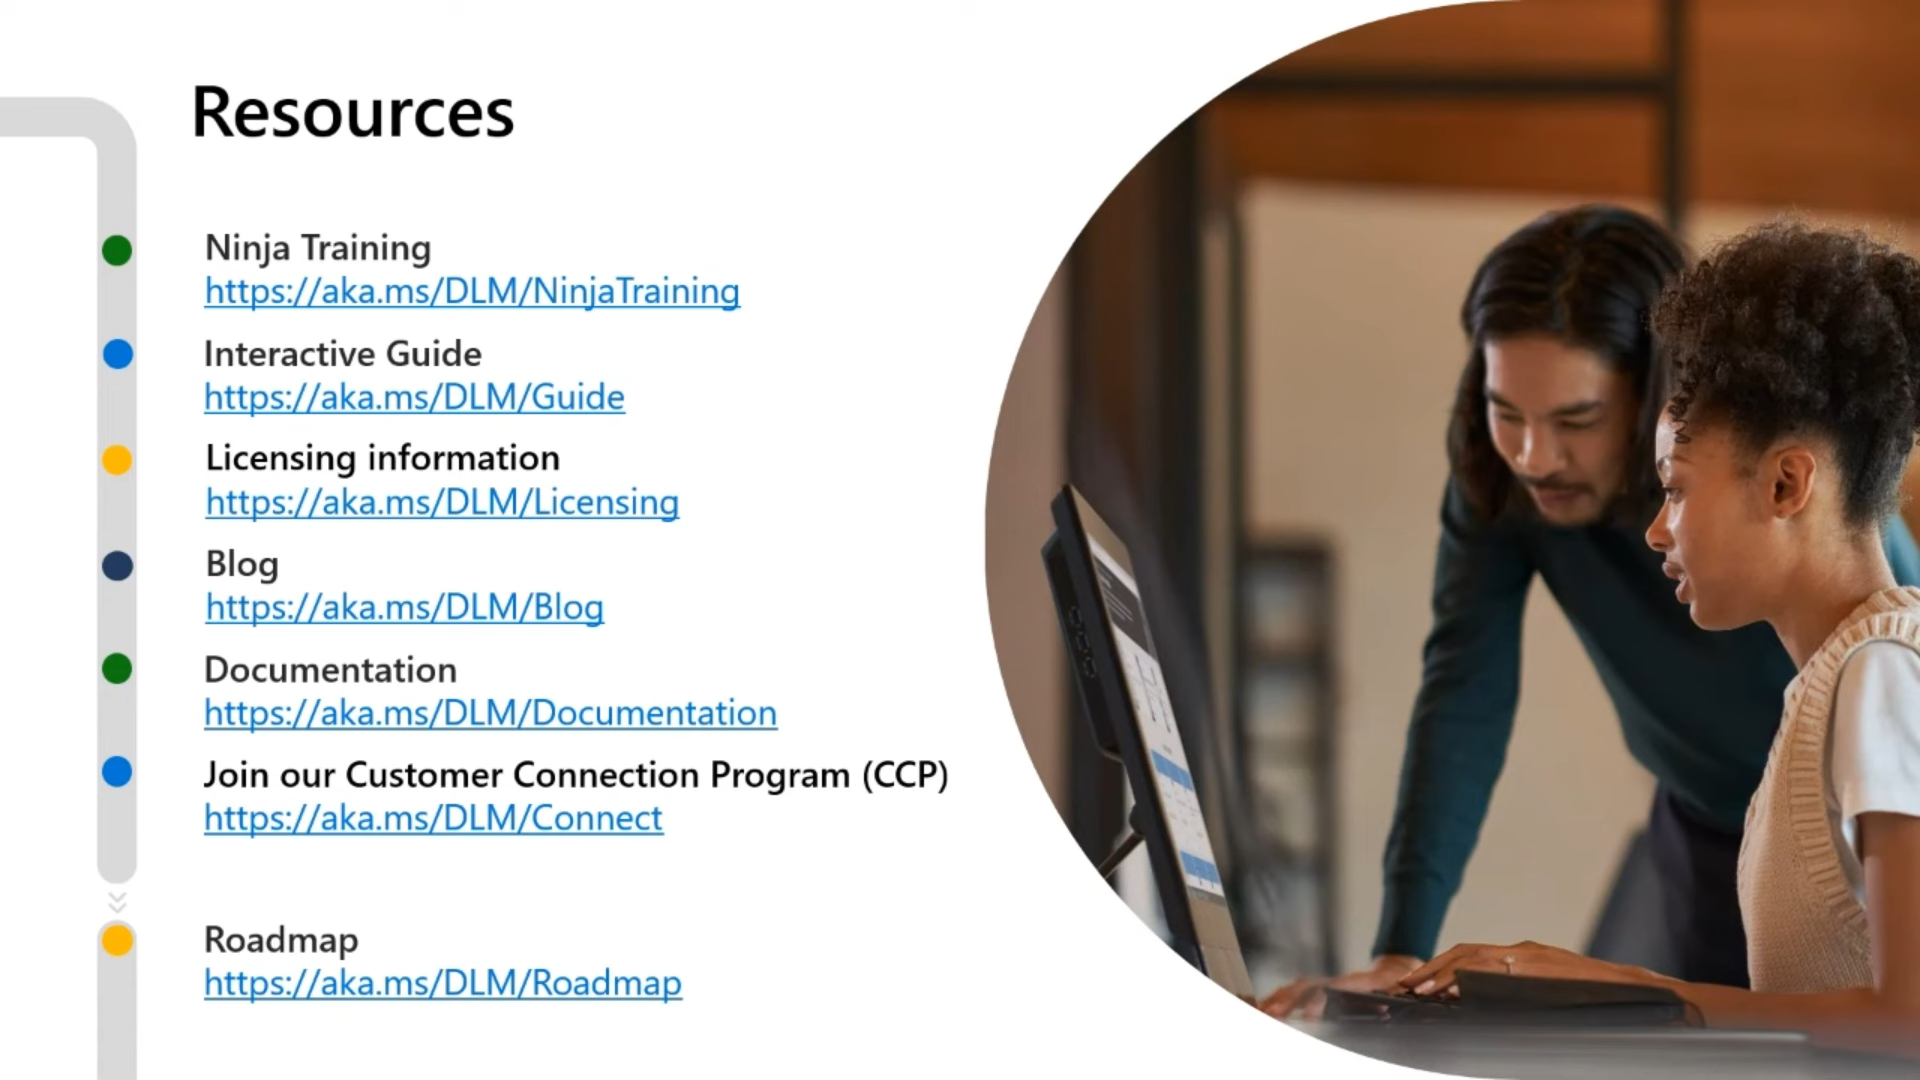 Resources
Ninja Training
https://aka.ms/DLM/NinjaTraining
Interactive Guide
https://aka.ms/DLM/Guide
Licensing information
https://aka.ms/DLM/Licensing
Blog
https://aka.ms/DLM/Blog
Documentation
https://aka.ms/DLM/Documentation
Join our Customer Connection Program (CCP)
https://aka.ms/DLM/Connect
Roadmap
https://aka.ms/DLM/Roadmap